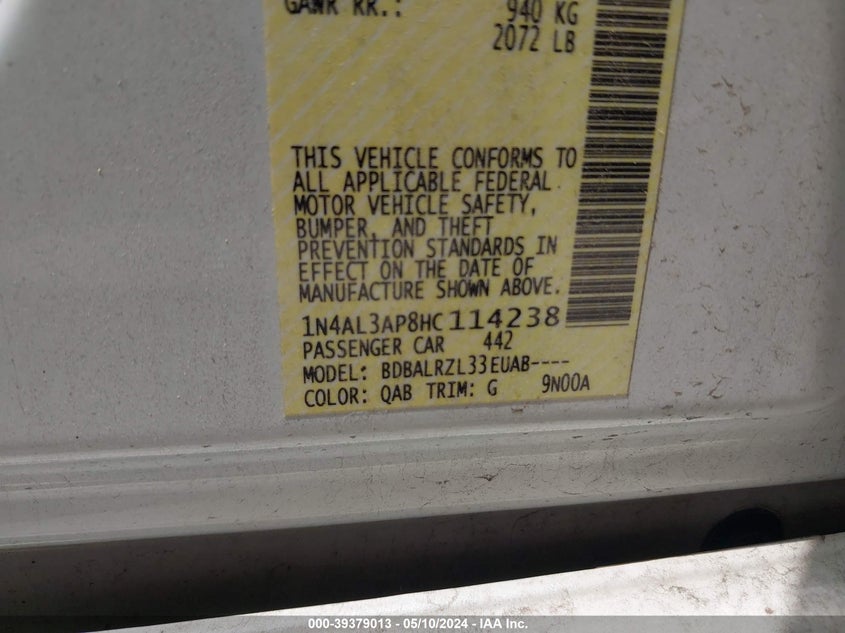 GAWR RR.: 940 KG
2072 LB
THIS VEHICLE CONFORMS TO
ALL APPLICABLE FEDERAL
MOTOR VEHICLE SAFETY,
BUMPER, AND THEFT
PREVENTION STANDARDS IN
EFFECT ON THE DATE OF
MANUFACTURE SHOWN ABOVE.
1N4AL3AP8HC114238
PASSENGER CAR 442
MODEL: BDBALRZL33EUAB----
COLOR: QAB TRIM: G 9N00A
000-39379013 - 05/10/2024 - IAA Inc.